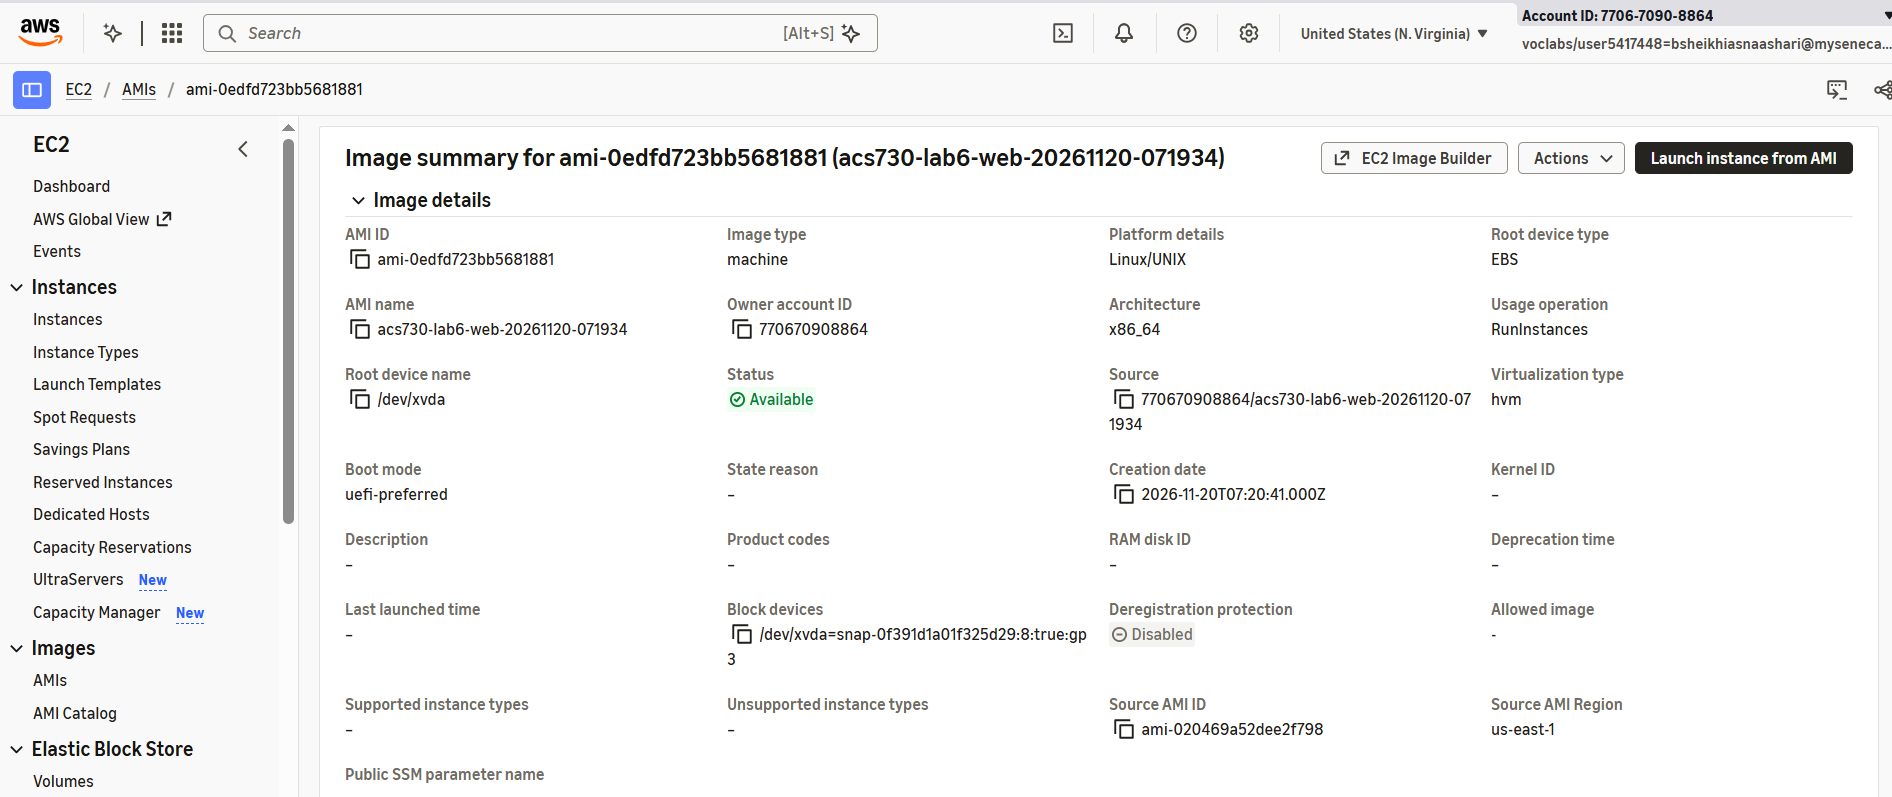 aws
Search
[Alt+S]
United States (N. Virginia)
Account ID: 7706-7090-8864
voclabs/user5417448=bsheikhiasnaashari@myseneca...
EC2 / AMIs / ami-0edfd723bb5681881
EC2
Dashboard
AWS Global View
Events
Instances
Instances
Instance Types
Launch Templates
Spot Requests
Savings Plans
Reserved Instances
Dedicated Hosts
Capacity Reservations
UltraServers New
Capacity Manager New
Images
AMIs
AMI Catalog
Elastic Block Store
Volumes
Image summary for ami-0edfd723bb5681881 (acs730-lab6-web-20261120-071934)
EC2 Image Builder
Actions
Launch instance from AMI
Image details
AMI ID
ami-0edfd723bb5681881
Image type
machine
Platform details
Linux/UNIX
Root device type
EBS
AMI name
acs730-lab6-web-20261120-071934
Owner account ID
770670908864
Architecture
x86_64
Usage operation
RunInstances
Root device name
/dev/xvda
Status
Available
Source
770670908864/acs730-lab6-web-20261120-07
1934
Virtualization type
hvm
Boot mode
uefi-preferred
State reason
–
Creation date
2026-11-20T07:20:41.000Z
Kernel ID
–
Description
–
Product codes
–
RAM disk ID
–
Deprecation time
–
Last launched time
–
Block devices
/dev/xvda=snap-0f391d1a01f325d29:8:true:gp
3
Deregistration protection
Disabled
Allowed image
-
Supported instance types
–
Unsupported instance types
–
Source AMI ID
ami-020469a52dee2f798
Source AMI Region
us-east-1
Public SSM parameter name